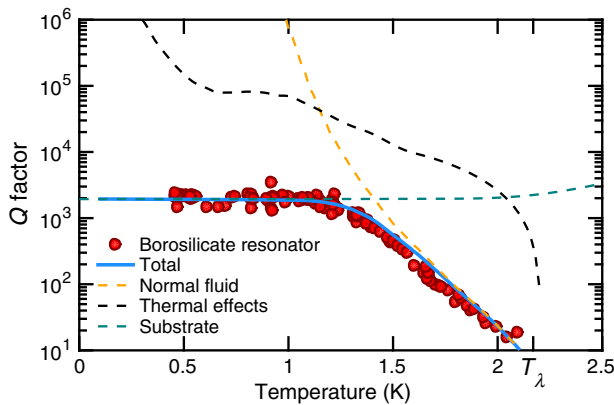 10^6
10^5
10^4
10^3
10^2
10^1
Q factor
Borosilicate resonator
Total
Normal fluid
Thermal effects
Substrate
0 0.5 1 1.5 2 T_λ 2.5
Temperature (K)